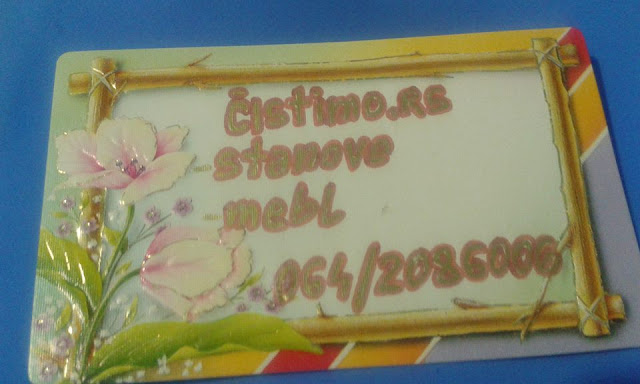 Čistimo.rs
- stanove
- mebl
064/2086006